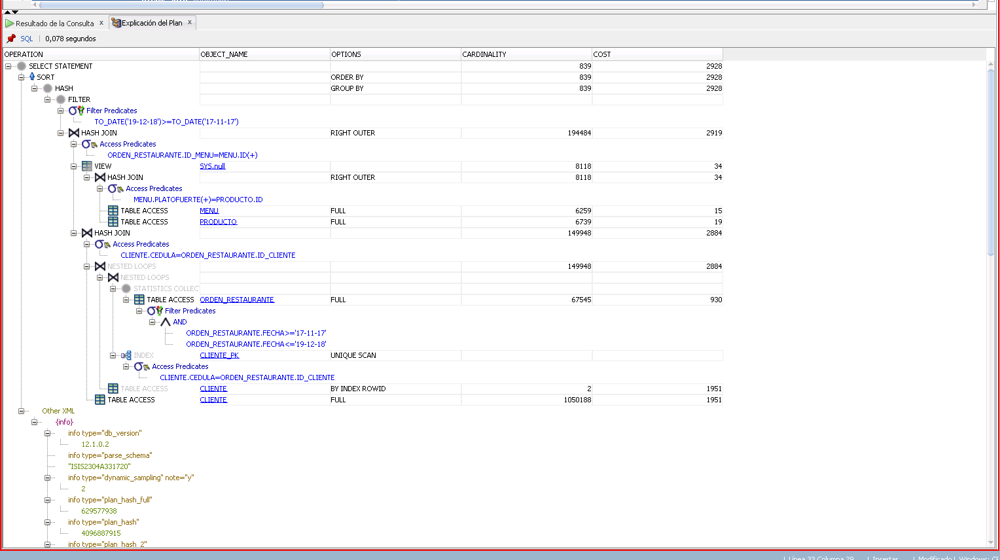 Resultado de la Consulta x Explicación del Plan x
SQL | 0,078 segundos
OPERATION OBJECT_NAME OPTIONS CARDINALITY COST
SELECT STATEMENT 839 2928
SORT ORDER BY 839 2928
HASH GROUP BY 839 2928
FILTER
Filter Predicates
TO_DATE('19-12-18')>=TO_DATE('17-11-17')
HASH JOIN RIGHT OUTER 194484 2919
Access Predicates
ORDEN_RESTAURANTE.ID_MENU=MENU.ID(+)
VIEW SYS.null 8118 34
HASH JOIN RIGHT OUTER 8118 34
Access Predicates
MENU.PLATOFUERTE(+)=PRODUCTO.ID
TABLE ACCESS MENU FULL 6259 15
TABLE ACCESS PRODUCTO FULL 6739 19
HASH JOIN 149948 2884
Access Predicates
CLIENTE.CEDULA=ORDEN_RESTAURANTE.ID_CLIENTE
NESTED LOOPS 149948 2884
NESTED LOOPS
STATISTICS COLLEC
TABLE ACCESS ORDEN_RESTAURANTE FULL 67545 930
Filter Predicates
AND
ORDEN_RESTAURANTE.FECHA>='17-11-17'
ORDEN_RESTAURANTE.FECHA<='19-12-18'
INDEX CLIENTE_PK UNIQUE SCAN
Access Predicates
CLIENTE.CEDULA=ORDEN_RESTAURANTE.ID_CLIENTE
TABLE ACCESS CLIENTE BY INDEX ROWID 2 1951
TABLE ACCESS CLIENTE FULL 1050188 1951
Other XML
{info}
info type="db_version"
12.1.0.2
info type="parse_schema"
"ISIS2304A331720"
info type="dynamic_sampling" note="y"
2
info type="plan_hash_full"
629577938
info type="plan_hash"
4096887915
info type="plan_hash_2"
| Línea 33 Columna 29 | Insertar | Modificado | Windows: